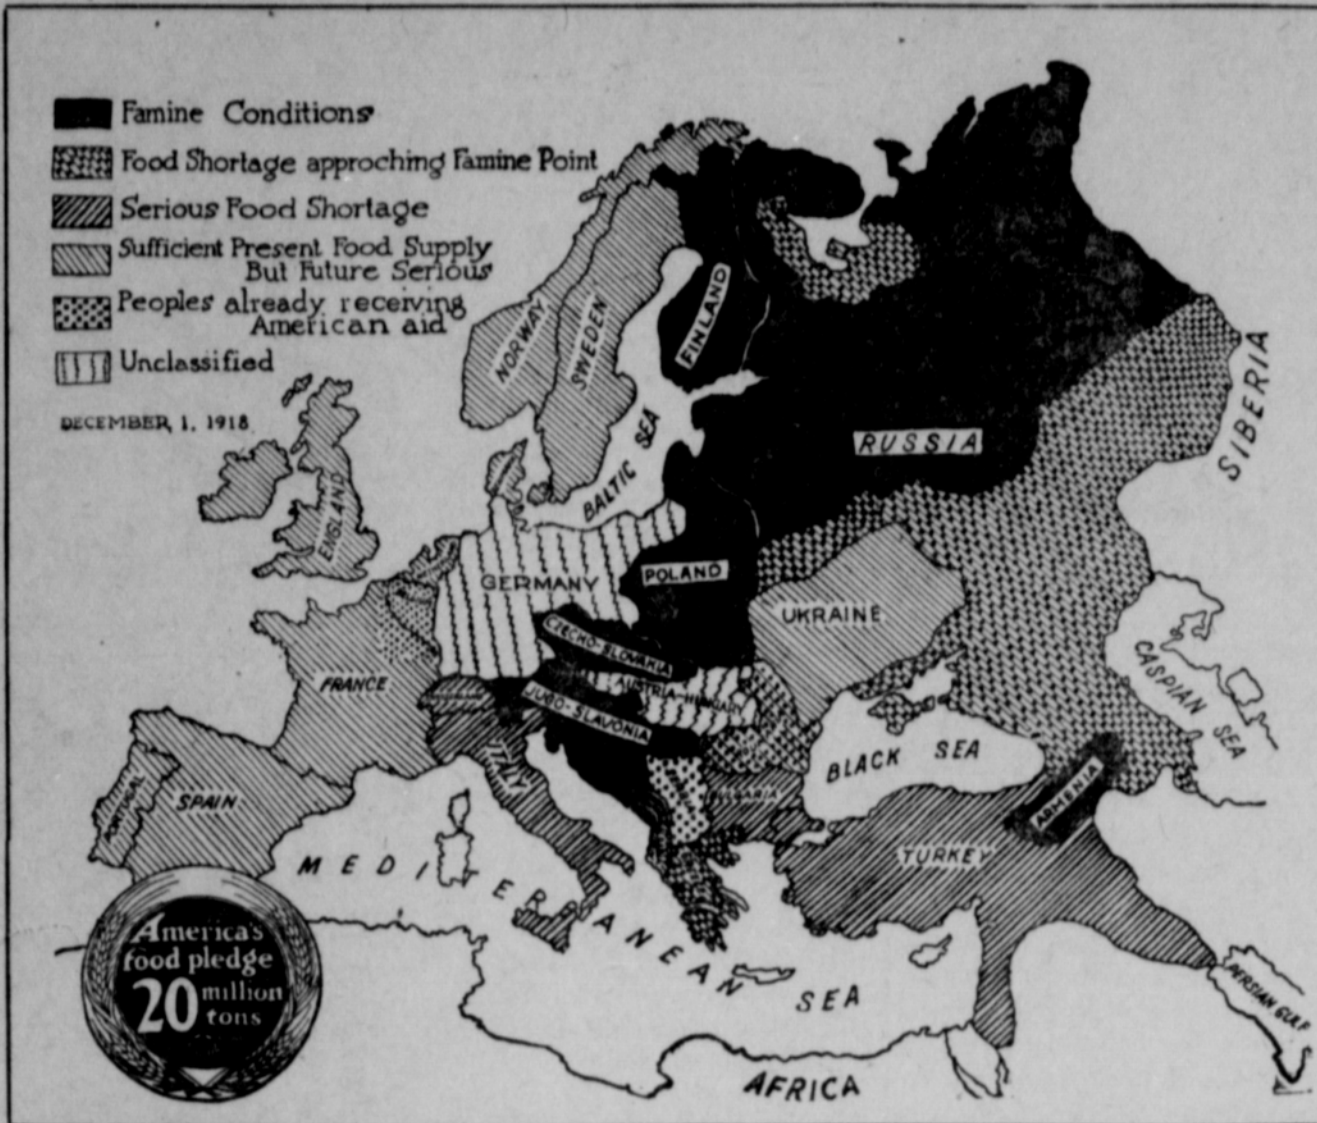 Famine Conditions
Food Shortage approching Famine Point
Serious Food Shortage
Sufficient Present Food Supply
But Future Serious
Peoples already receiving
American aid
Unclassified
DECEMBER, 1, 1918
NORWAY
SWEDEN
FINLAND
BALTIC SEA
RUSSIA
SIBERIA
ENGLAND
GERMANY
POLAND
UKRAINE
CZECHO-SLOVAKIA
AUSTRIA-HUNGARY
JUGO-SLAVONIA
FRANCE
ITALY
CASPIAN SEA
BLACK SEA
ARMENIA
PORTUGAL
SPAIN
TURKEY
MEDITERRANEAN SEA
PERSIAN GULF
AFRICA
America's
food pledge
20 million
tons